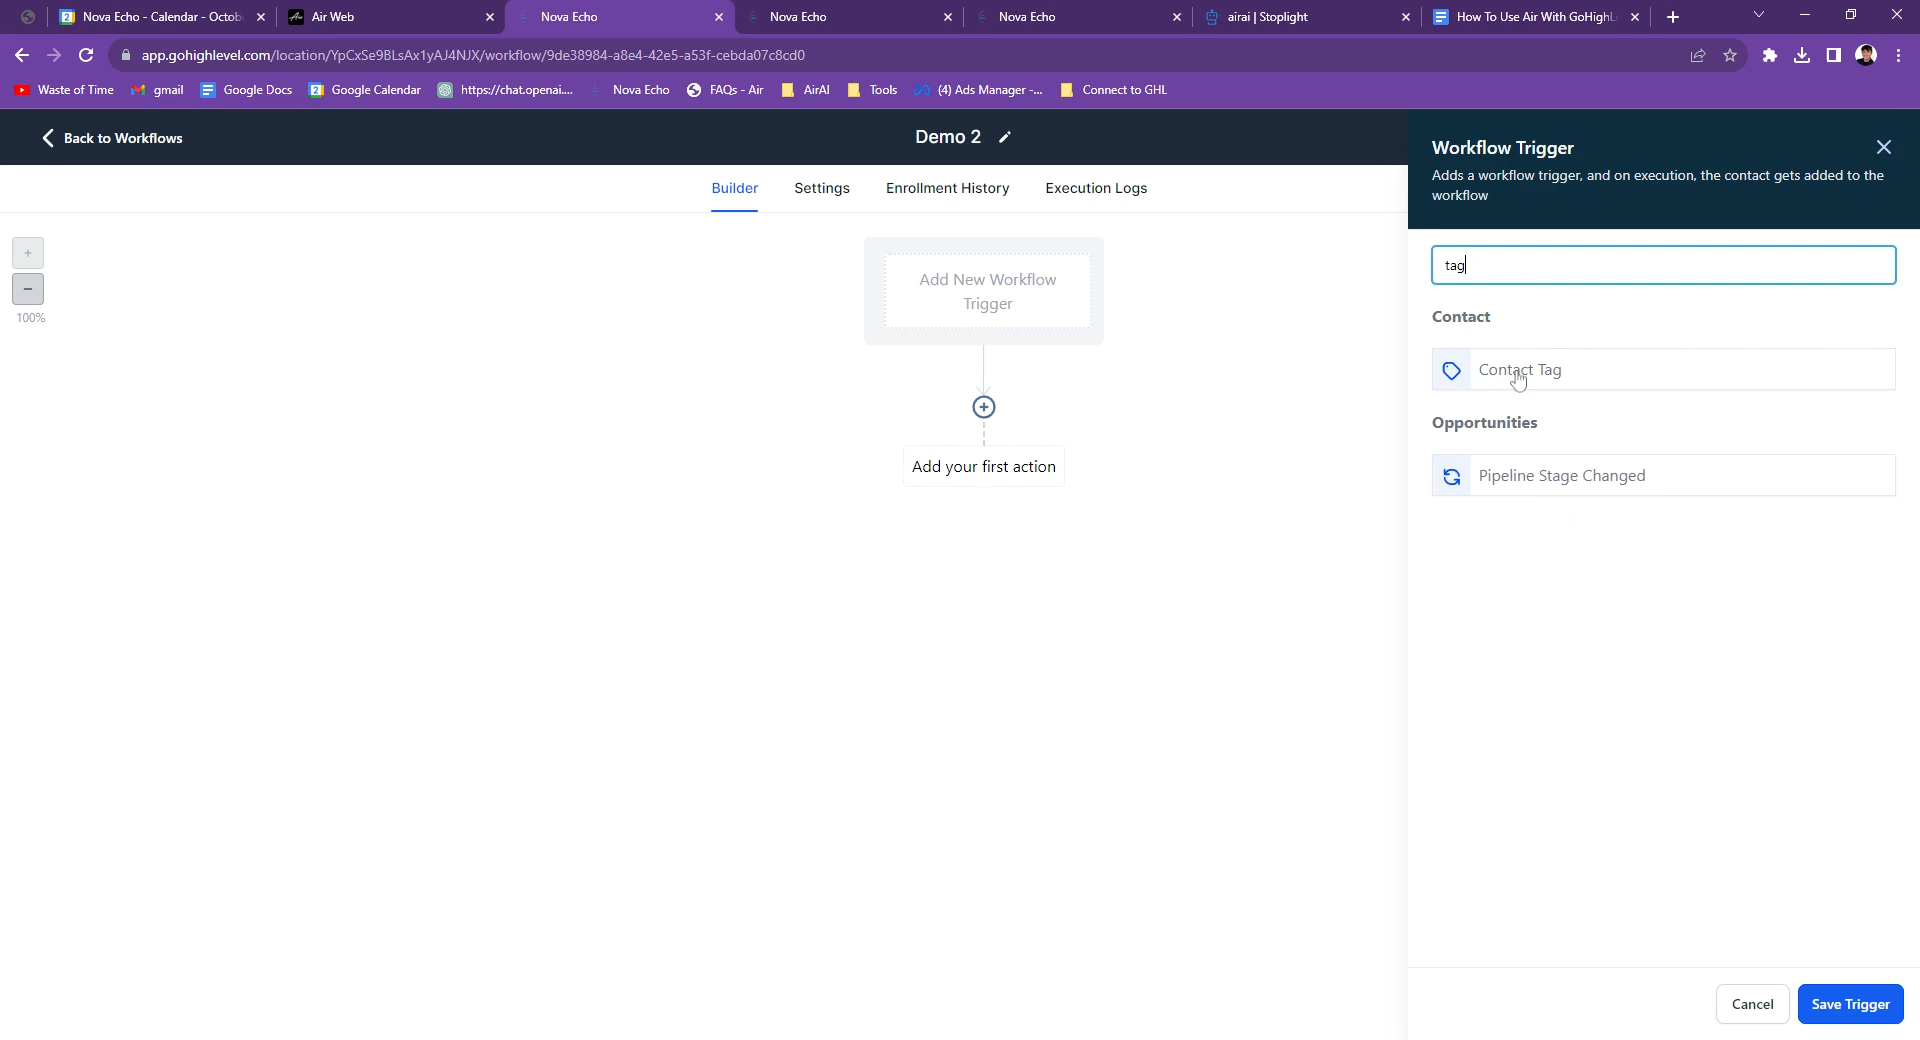 Nova Echo - Calendar - Octob
Air Web
Nova Echo
Nova Echo
Nova Echo
airai | Stoplight
How To Use Air With GoHighL
app.gohighlevel.com/location/YpCxSe9BLsAx1yAJ4NJX/workflow/9de38984-a8e4-42e5-a53f-cebda07c8cd0
Waste of Time
gmail
Google Docs
Google Calendar
https://chat.openai....
Nova Echo
FAQs - Air
AirAI
Tools
(4) Ads Manager -...
Connect to GHL
Back to Workflows
Demo 2
Builder
Settings
Enrollment History
Execution Logs
+
−
100%
Add New Workflow
Trigger
Add your first action
Workflow Trigger
Adds a workflow trigger, and on execution, the contact gets added to the
workflow
tag
Contact
Contact Tag
Opportunities
Pipeline Stage Changed
Cancel
Save Trigger